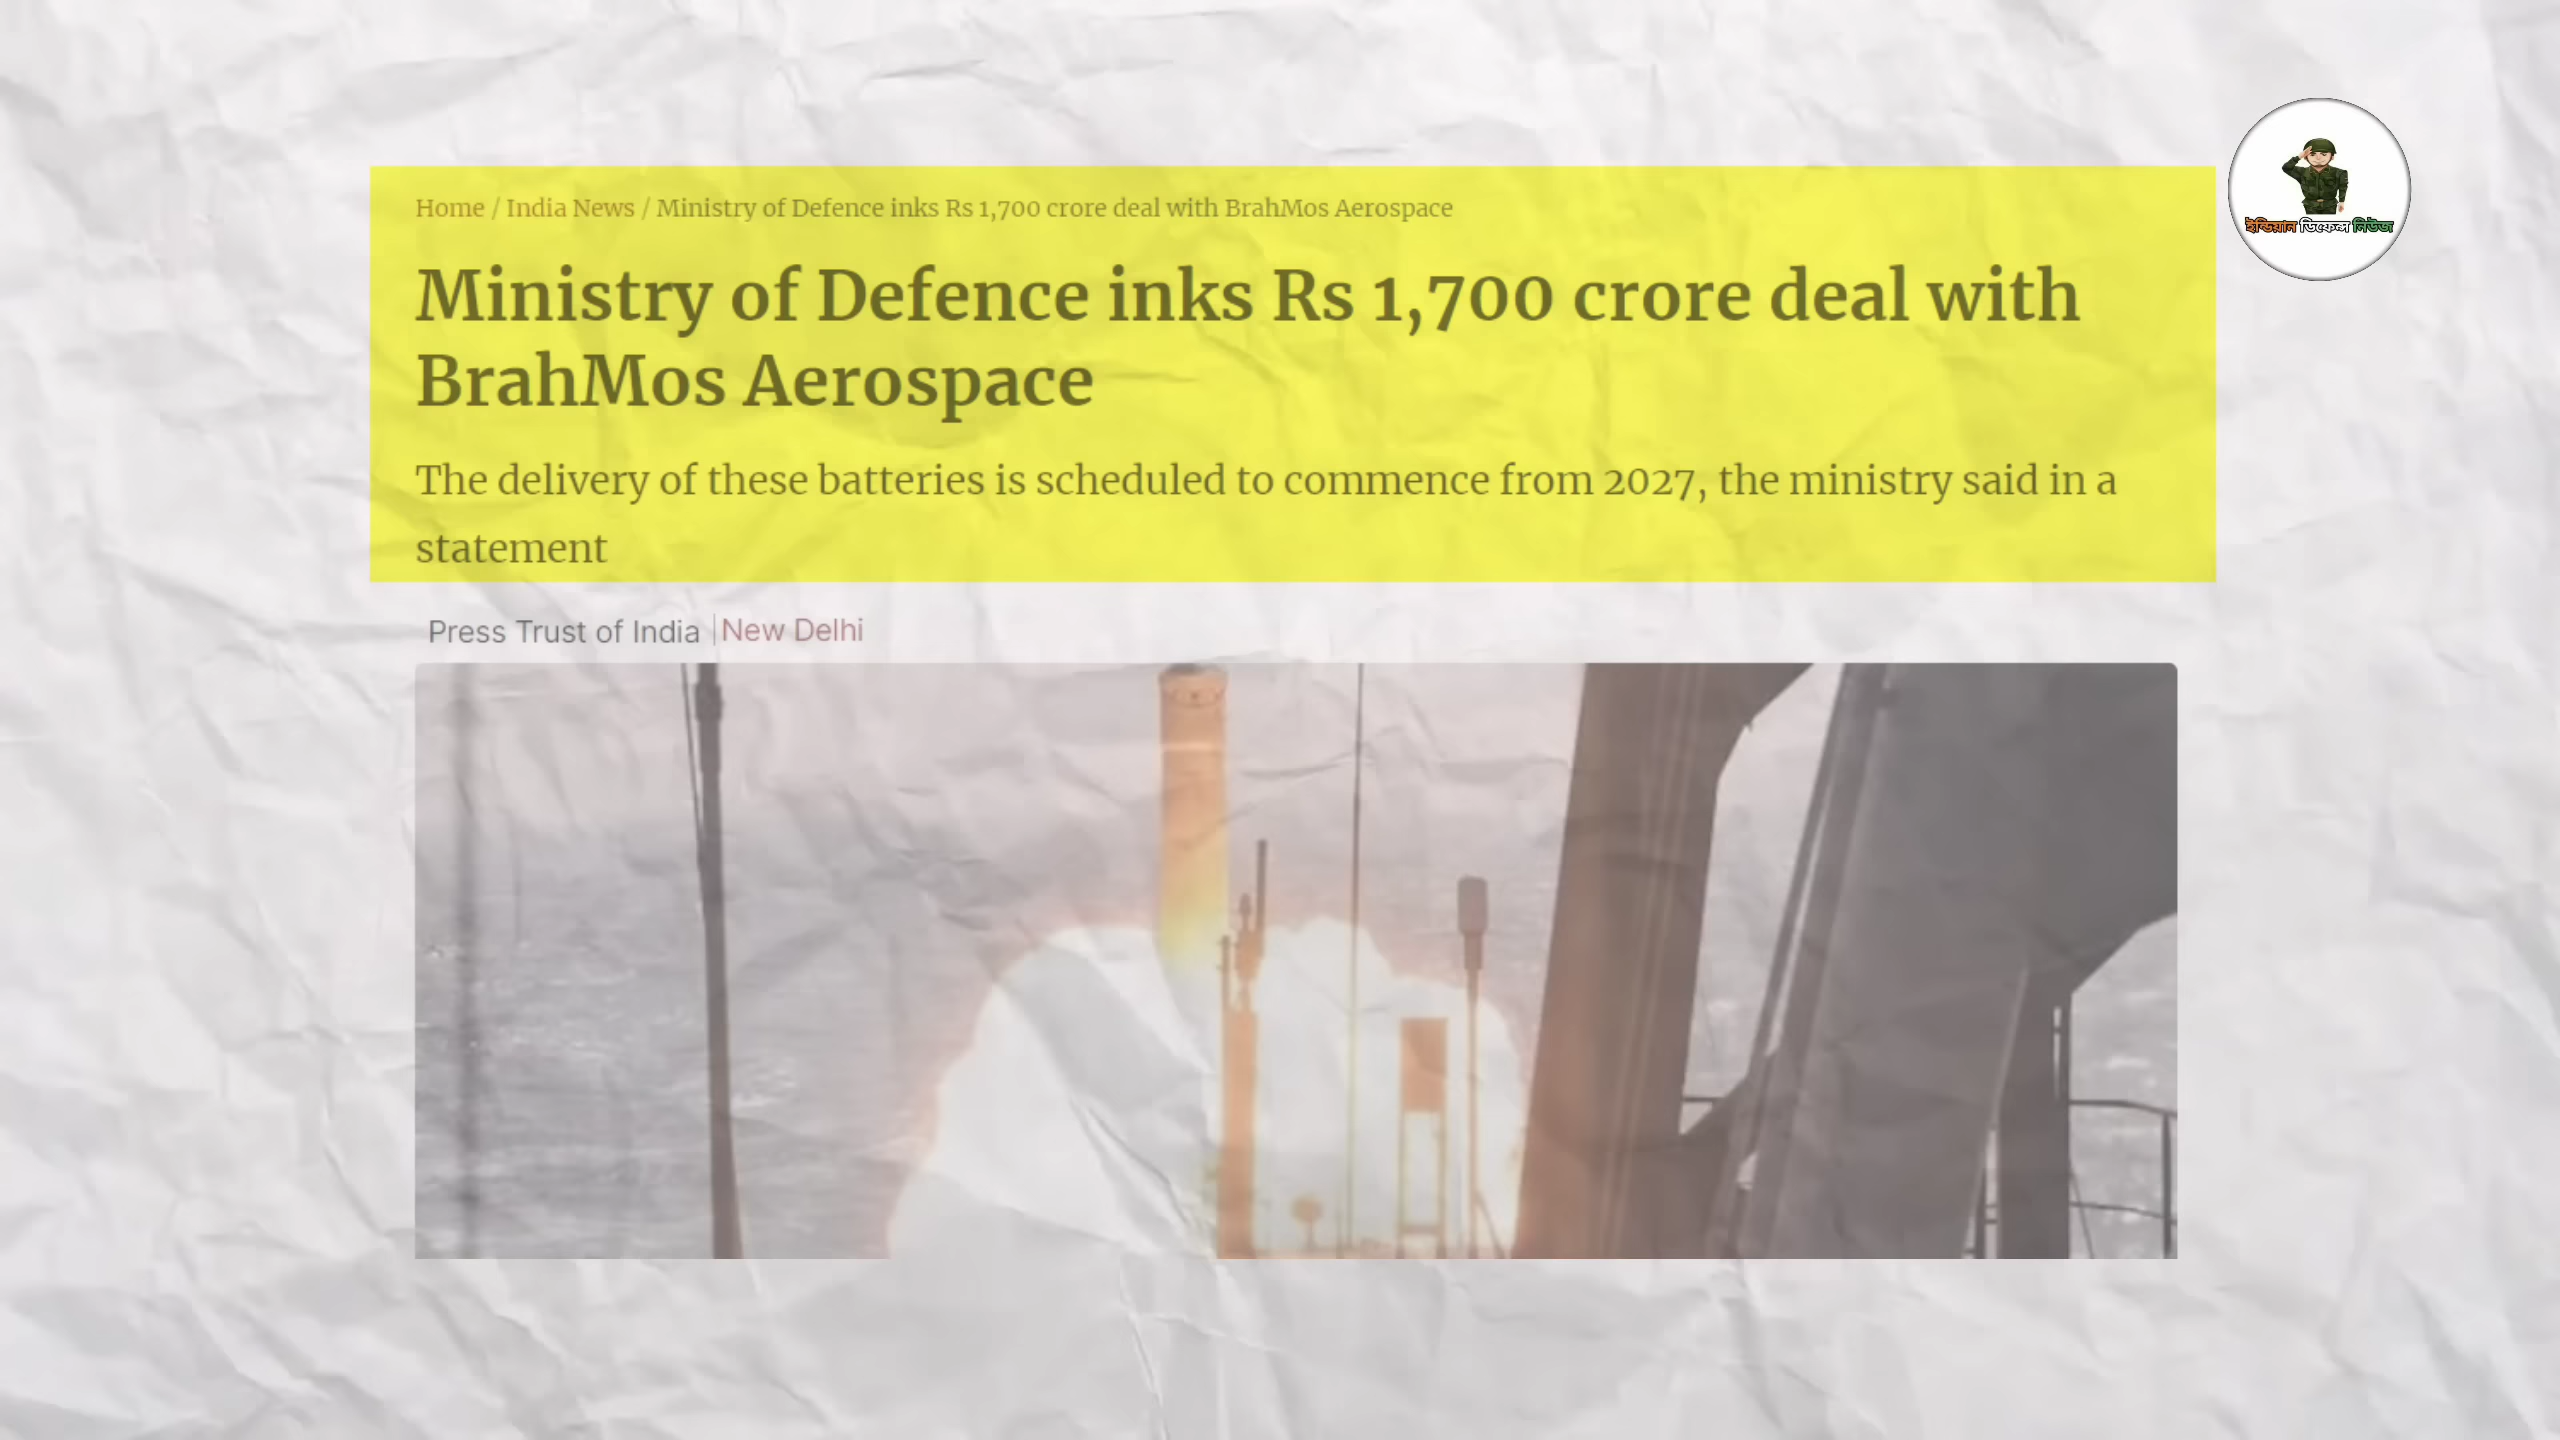 Home / India News / Ministry of Defence inks Rs 1,700 crore deal with BrahMos Aerospace
Ministry of Defence inks Rs 1,700 crore deal with
BrahMos Aerospace
The delivery of these batteries is scheduled to commence from 2027, the ministry said in a
statement
Press Trust of India | New Delhi
ইন্ডিয়ান ডিফেন্স নিউজ